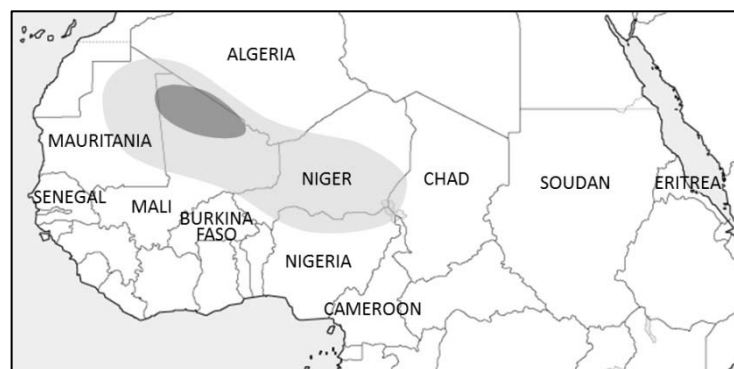 ALGERIA
MAURITANIA
NIGER
CHAD
SOUDAN
ERITREA
SENEGAL
MALI
BURKINA
FASO
NIGERIA
CAMEROON